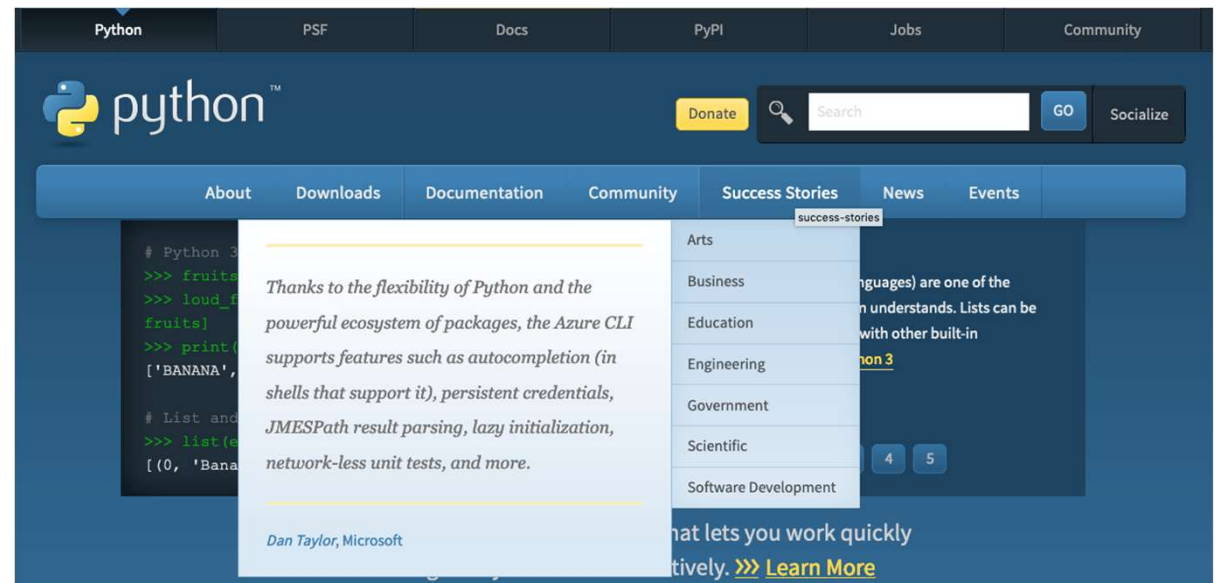 Python PSF Docs PyPI Jobs Community
python™
Donate Search GO Socialize
About Downloads Documentation Community Success Stories News Events
success-stories
# Python 3
>>> fruits
>>> loud_f
fruits]
>>> print(
['BANANA',
# List and
>>> list(e
[(0, 'Bana
Thanks to the flexibility of Python and the
powerful ecosystem of packages, the Azure CLI
supports features such as autocompletion (in
shells that support it), persistent credentials,
JMESPath result parsing, lazy initialization,
network-less unit tests, and more.
Dan Taylor, Microsoft
Arts
Business
Education
Engineering
Government
Scientific
Software Development
nguages) are one of the
n understands. Lists can be
with other built-in
hon 3
4 5
hat lets you work quickly
tively. >>> Learn More